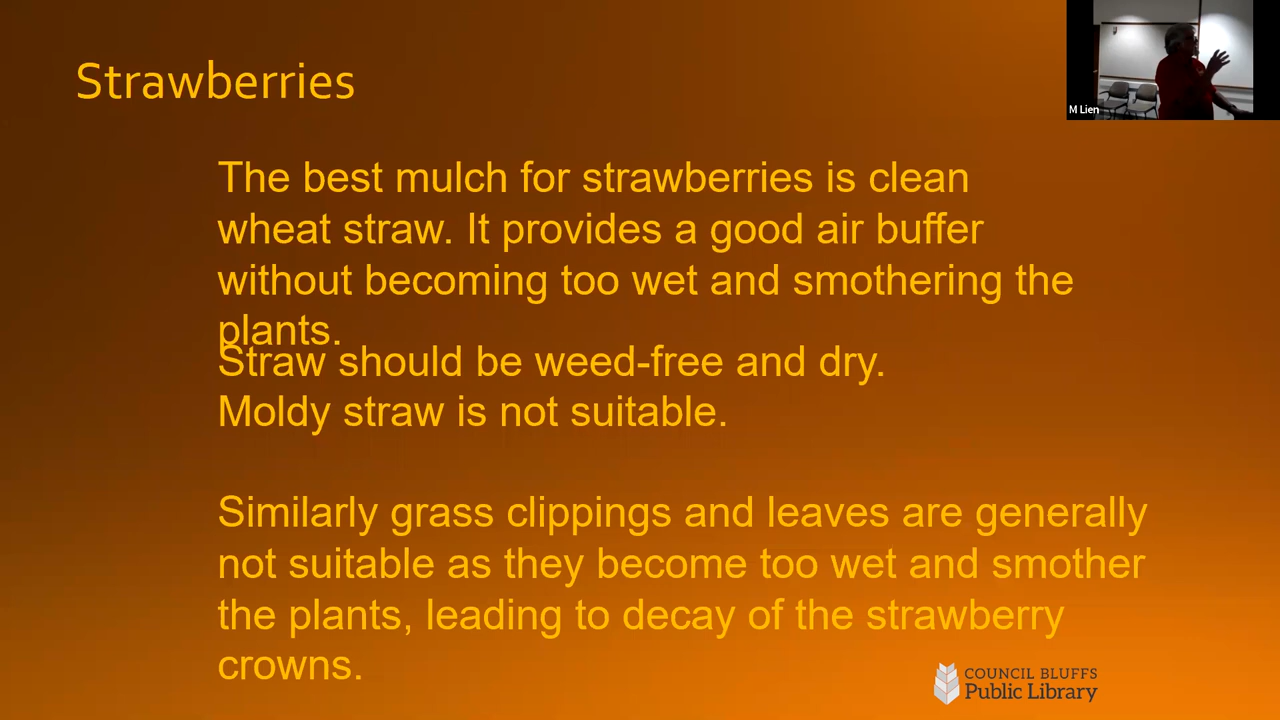 Strawberries
M Lien
The best mulch for strawberries is clean
wheat straw. It provides a good air buffer
without becoming too wet and smothering the
plants.
Straw should be weed-free and dry.
Moldy straw is not suitable.
Similarly grass clippings and leaves are generally
not suitable as they become too wet and smother
the plants, leading to decay of the strawberry
crowns.
COUNCIL BLUFFS
Public Library